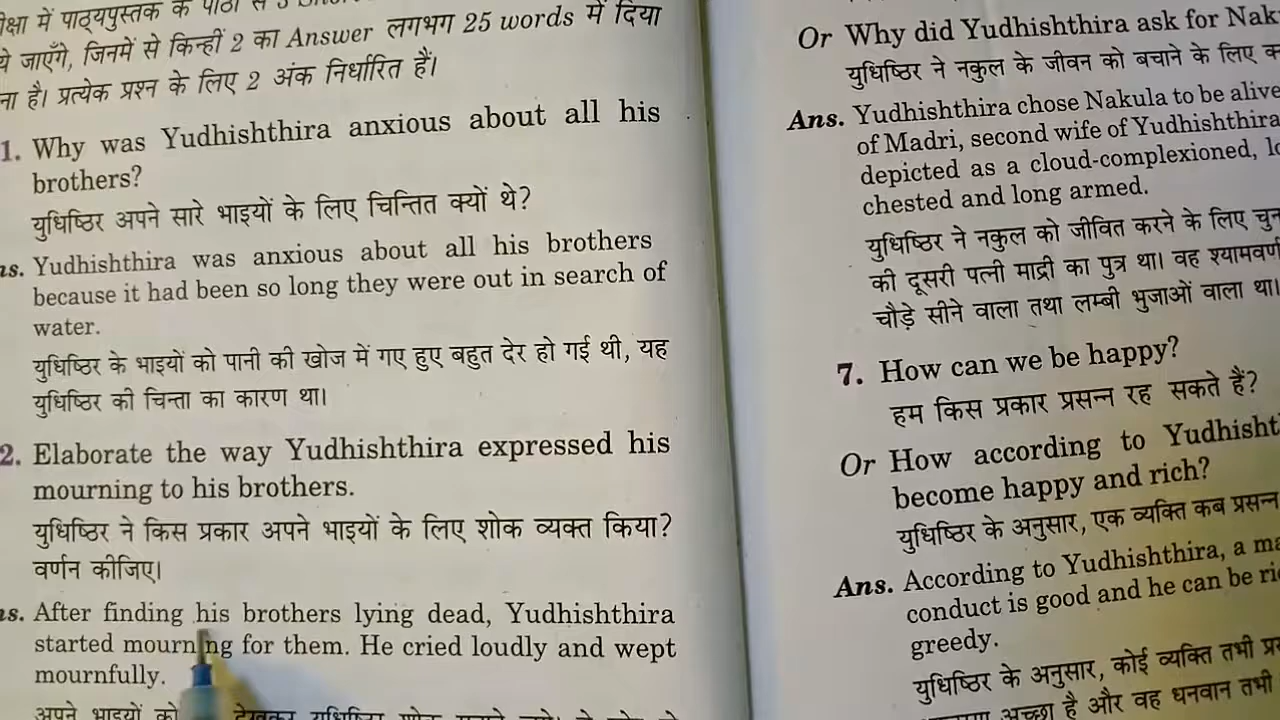 में पाठ्यपुस्तक के पाठों से
जाएँगे, जिनमें से किन्हीं 2 का Answer लगभग 25 words में दिया
है। प्रत्येक प्रश्न के लिए 2 अंक निर्धारित हैं।
1. Why was Yudhishthira anxious about all his
brothers?
युधिष्ठिर अपने सारे भाइयों के लिए चिन्तित क्यों थे?
Yudhishthira was anxious about all his brothers
because it had been so long they were out in search of
water.
युधिष्ठिर के भाइयों को पानी की खोज में गए हुए बहुत देर हो गई थी, यह
युधिष्ठिर की चिन्ता का कारण था।
2. Elaborate the way Yudhishthira expressed his
mourning to his brothers.
युधिष्ठिर ने किस प्रकार अपने भाइयों के लिए शोक व्यक्त किया?
वर्णन कीजिए।
After finding his brothers lying dead, Yudhishthira
started mourning for them. He cried loudly and wept
mournfully.
अपने भाइयों को देखकर युधिष्ठिर
Or Why did Yudhishthira ask for
युधिष्ठिर ने नकुल के जीवन को बचाने के लिए
Ans. Yudhishthira chose Nakula to be alive
of Madri, second wife of Yudhishthira
depicted as a cloud-complexioned,
chested and long armed.
युधिष्ठिर ने नकुल को जीवित करने के लिए
की दूसरी पत्नी माद्री का पुत्र था। वह श्यामवर्ण
चौड़े सीने वाला तथा लम्बी भुजाओं वाला था।
7. How can we be happy?
हम किस प्रकार प्रसन्न रह सकते हैं?
Or How according to
become happy and rich?
युधिष्ठिर के अनुसार, एक व्यक्ति कब प्रसन्न
Ans. According to Yudhishthira, a
conduct is good and he can be
greedy.
युधिष्ठिर के अनुसार, कोई व्यक्ति तभी
अच्छा है और वह धनवान तभी